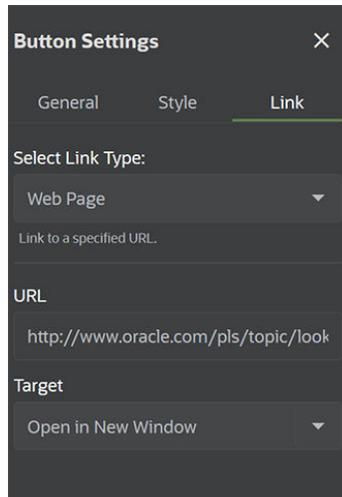 Button Settings
General Style Link
Select Link Type:
Web Page
Link to a specified URL.
URL
http://www.oracle.com/pls/topic/look
Target
Open in New Window